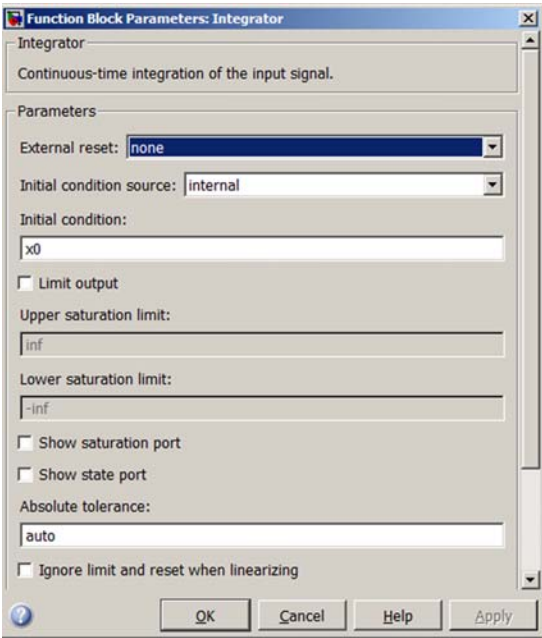 Function Block Parameters: Integrator
Integrator
Continuous-time integration of the input signal.
Parameters
External reset: none
Initial condition source: internal
Initial condition:
x0
Limit output
Upper saturation limit:
inf
Lower saturation limit:
-inf
Show saturation port
Show state port
Absolute tolerance:
auto
Ignore limit and reset when linearizing
? OK Cancel Help Apply